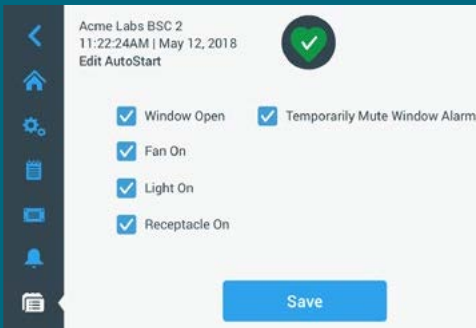 Acme Labs BSC 2
11:22:24AM | May 12, 2018
Edit AutoStart
Window Open
Temporarily Mute Window Alarm
Fan On
Light On
Receptacle On
Save